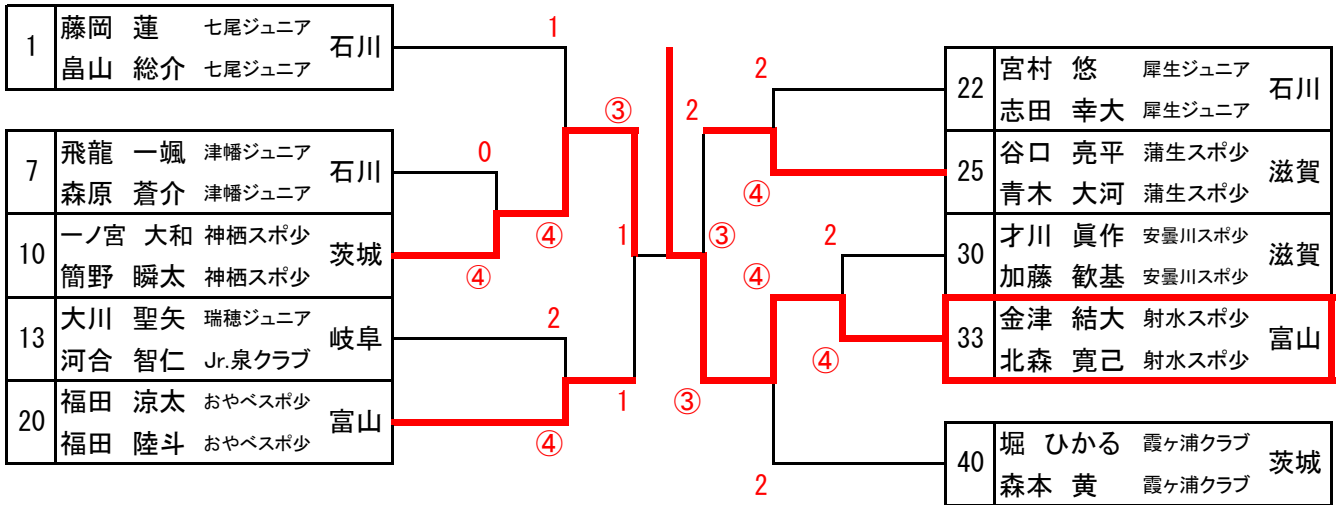 1 藤岡 蓮 七尾ジュニア 石川
畠山 総介 七尾ジュニア
7 飛龍 一颯 津幡ジュニア 石川
森原 蒼介 津幡ジュニア
10 一ノ宮 大和 神栖スポ少 茨城
簡野 瞬太 神栖スポ少
13 大川 聖矢 瑞穂ジュニア 岐阜
河合 智仁 Jr.泉クラブ
20 福田 涼太 おやべスポ少 富山
福田 陸斗 おやべスポ少
1
③
0
④
④
1
2
1
④
2
2
④
③
2
④
④
③
2
22 宮村 悠 犀生ジュニア 石川
志田 幸大 犀生ジュニア
25 谷口 亮平 蒲生スポ少 滋賀
青木 大河 蒲生スポ少
30 才川 眞作 安曇川スポ少 滋賀
加藤 歓基 安曇川スポ少
33 金津 結大 射水スポ少 富山
北森 寛己 射水スポ少
40 堀 ひかる 霞ヶ浦クラブ 茨城
森本 黄 霞ヶ浦クラブ